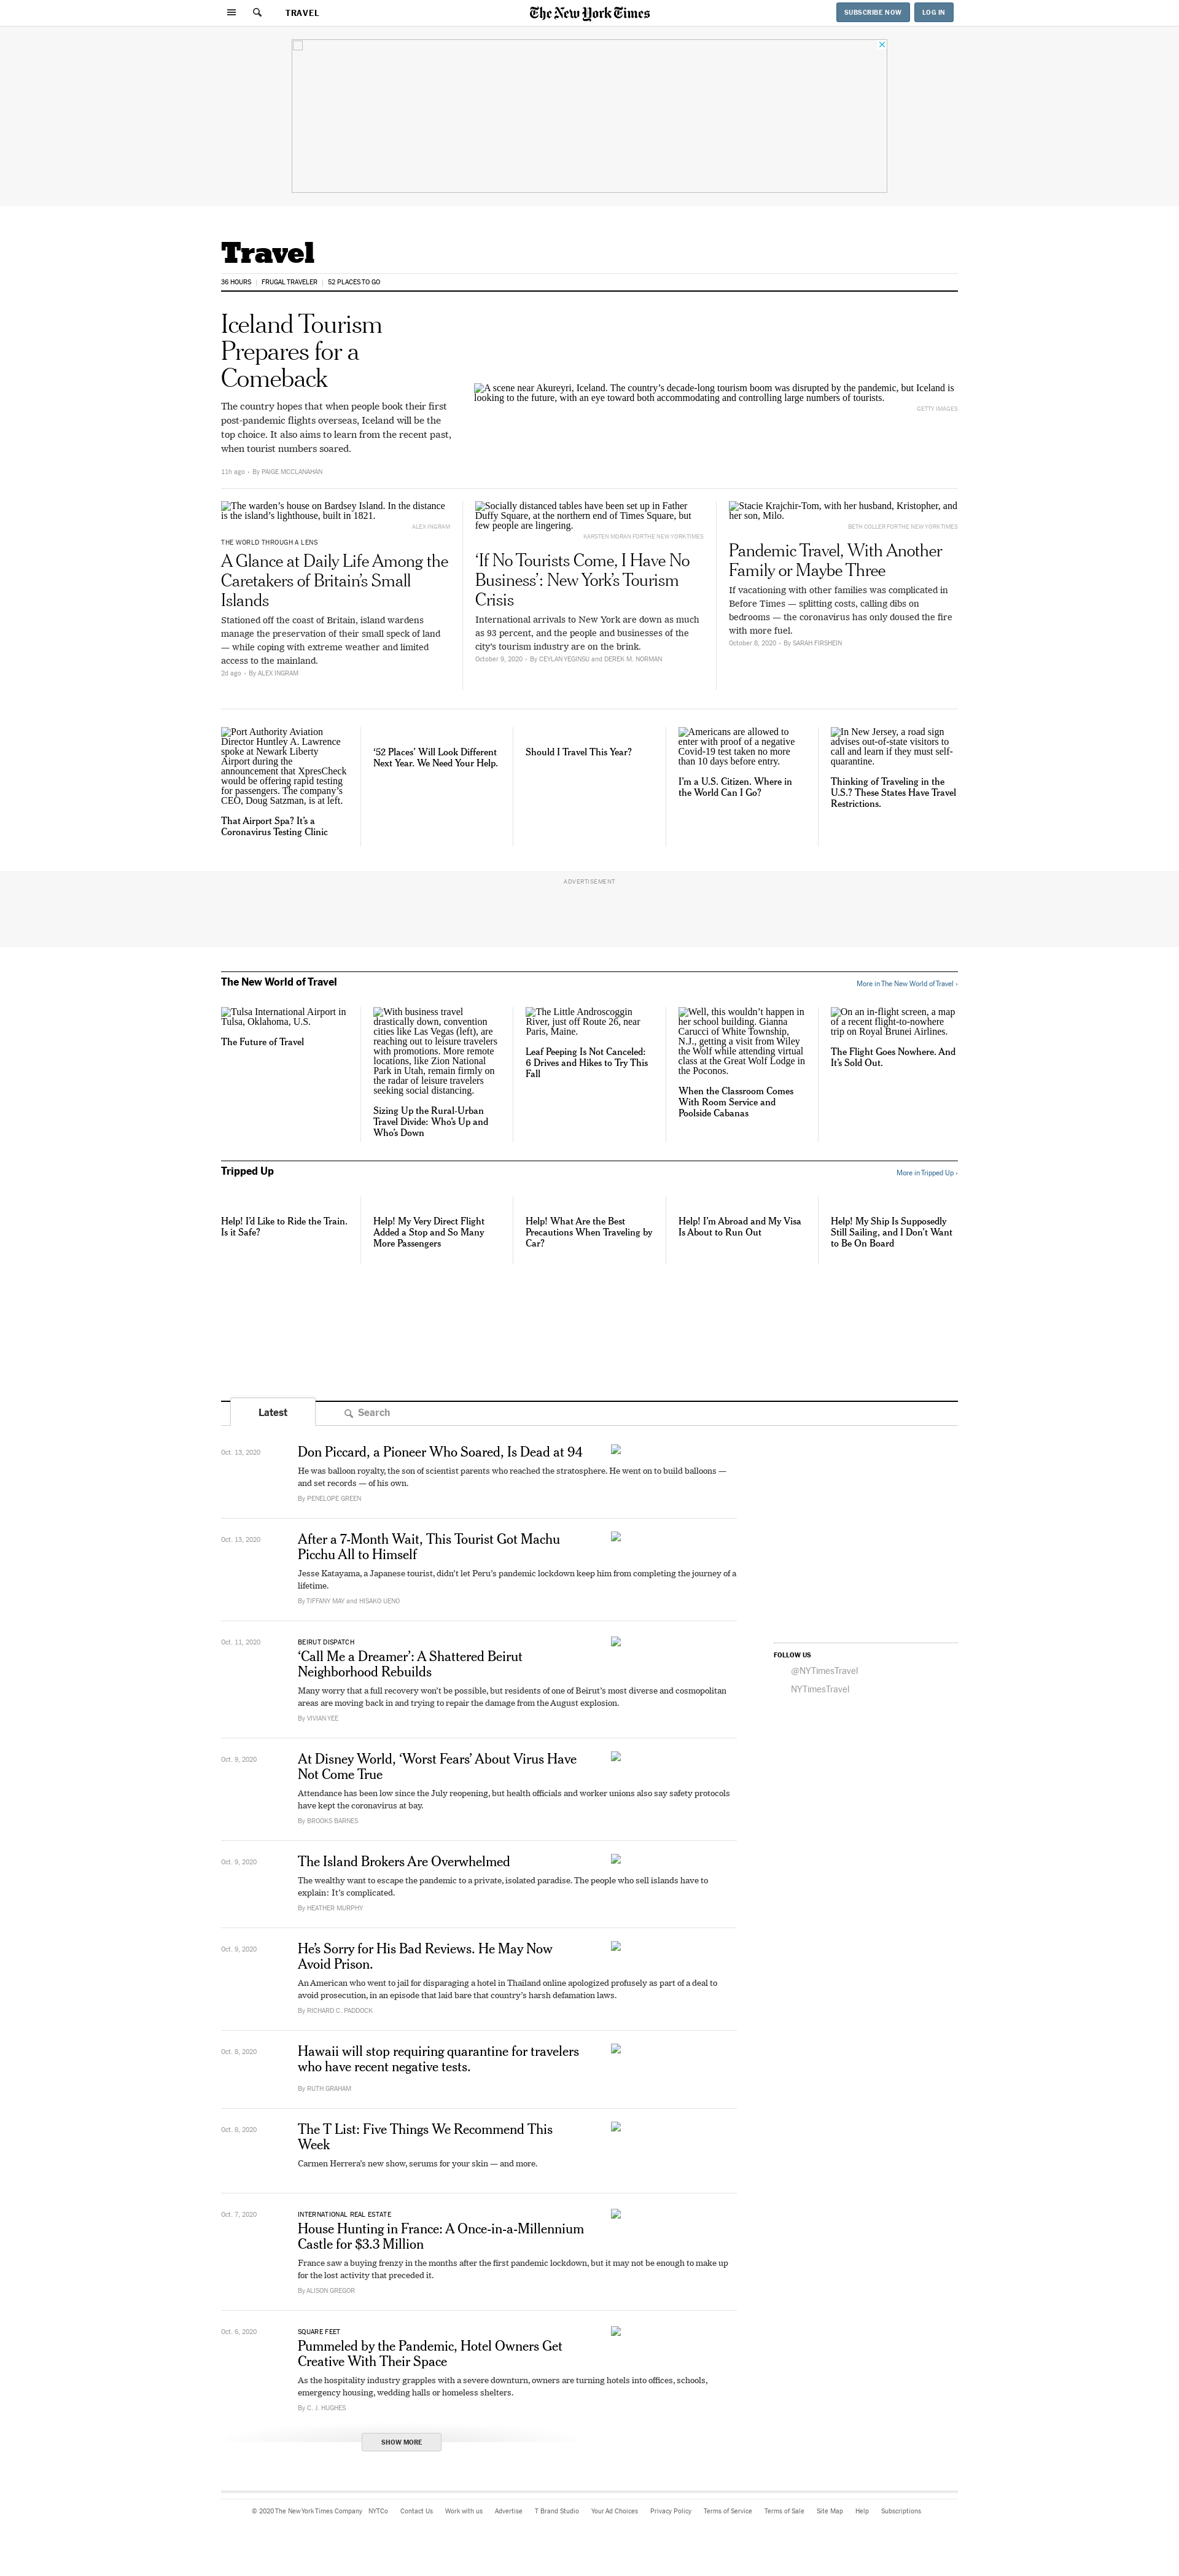 TRAVEL
The New York Times
SUBSCRIBE NOW
LOG IN
Travel
36 HOURS
FRUGAL TRAVELER
52 PLACES TO GO
Iceland Tourism
Prepares for a
Comeback
The country hopes that when people book their first
post-pandemic flights overseas, Iceland will be the
top choice. It also aims to learn from the recent past,
when tourist numbers soared.
11h ago • By PAIGE MCCLANAHAN
A scene near Akureyri, Iceland. The country’s decade-long tourism boom was disrupted by the pandemic, but Iceland is
looking to the future, with an eye toward both accommodating and controlling large numbers of tourists.
GETTY IMAGES
The warden’s house on Bardsey Island. In the distance
is the island’s lighthouse, built in 1821.
ALEX INGRAM
THE WORLD THROUGH A LENS
A Glance at Daily Life Among the
Caretakers of Britain’s Small
Islands
Stationed off the coast of Britain, island wardens
manage the preservation of their small speck of land
— while coping with extreme weather and limited
access to the mainland.
2d ago • By ALEX INGRAM
Socially distanced tables have been set up in Father
Duffy Square, at the northern end of Times Square, but
few people are lingering.
KARSTEN MORAN FOR THE NEW YORK TIMES
‘If No Tourists Come, I Have No
Business’: New York’s Tourism
Crisis
International arrivals to New York are down as much
as 93 percent, and the people and businesses of the
city’s tourism industry are on the brink.
October 9, 2020 • By CEYLAN YEGINSU and DEREK M. NORMAN
Stacie Krajchir-Tom, with her husband, Kristopher, and
her son, Milo.
BETH COLLER FOR THE NEW YORK TIMES
Pandemic Travel, With Another
Family or Maybe Three
If vacationing with other families was complicated in
Before Times — splitting costs, calling dibs on
bedrooms — the coronavirus has only doused the fire
with more fuel.
October 8, 2020 • By SARAH FIRSHEIN
Port Authority Aviation
Director Huntley A. Lawrence
spoke at Newark Liberty
Airport during the
announcement that XpresCheck
would be offering rapid testing
for passengers. The company’s
CEO, Doug Satzman, is at left.
That Airport Spa? It’s a
Coronavirus Testing Clinic
‘52 Places’ Will Look Different
Next Year. We Need Your Help.
Should I Travel This Year?
Americans are allowed to
enter with proof of a negative
Covid-19 test taken no more
than 10 days before entry.
I’m a U.S. Citizen. Where in
the World Can I Go?
In New Jersey, a road sign
advises out-of-state visitors to
call and learn if they must self-
quarantine.
Thinking of Traveling in the
U.S.? These States Have Travel
Restrictions.
ADVERTISEMENT
The New World of Travel
More in The New World of Travel ›
Tulsa International Airport in
Tulsa, Oklahoma, U.S.
The Future of Travel
With business travel
drastically down, convention
cities like Las Vegas (left), are
reaching out to leisure travelers
with promotions. More remote
locations, like Zion National
Park in Utah, remain firmly on
the radar of leisure travelers
seeking social distancing.
Sizing Up the Rural-Urban
Travel Divide: Who’s Up and
Who’s Down
The Little Androscoggin
River, just off Route 26, near
Paris, Maine.
Leaf Peeping Is Not Canceled:
6 Drives and Hikes to Try This
Fall
Well, this wouldn’t happen in
her school building. Gianna
Carucci of White Township,
N.J., getting a visit from Wiley
the Wolf while attending virtual
class at the Great Wolf Lodge in
the Poconos.
When the Classroom Comes
With Room Service and
Poolside Cabanas
On an in-flight screen, a map
of a recent flight-to-nowhere
trip on Royal Brunei Airlines.
The Flight Goes Nowhere. And
It’s Sold Out.
Tripped Up
More in Tripped Up ›
Help! I’d Like to Ride the Train.
Is it Safe?
Help! My Very Direct Flight
Added a Stop and So Many
More Passengers
Help! What Are the Best
Precautions When Traveling by
Car?
Help! I’m Abroad and My Visa
Is About to Run Out
Help! My Ship Is Supposedly
Still Sailing, and I Don’t Want
to Be On Board
Latest
Search
Oct. 13, 2020
Don Piccard, a Pioneer Who Soared, Is Dead at 94
He was balloon royalty, the son of scientist parents who reached the stratosphere. He went on to build balloons —
and set records — of his own.
By PENELOPE GREEN
Oct. 13, 2020
After a 7-Month Wait, This Tourist Got Machu
Picchu All to Himself
Jesse Katayama, a Japanese tourist, didn’t let Peru’s pandemic lockdown keep him from completing the journey of a
lifetime.
By TIFFANY MAY and HISAKO UENO
Oct. 11, 2020
BEIRUT DISPATCH
‘Call Me a Dreamer’: A Shattered Beirut
Neighborhood Rebuilds
Many worry that a full recovery won’t be possible, but residents of one of Beirut’s most diverse and cosmopolitan
areas are moving back in and trying to repair the damage from the August explosion.
By VIVIAN YEE
FOLLOW US
@NYTimesTravel
NYTimesTravel
Oct. 9, 2020
At Disney World, ‘Worst Fears’ About Virus Have
Not Come True
Attendance has been low since the July reopening, but health officials and worker unions also say safety protocols
have kept the coronavirus at bay.
By BROOKS BARNES
Oct. 9, 2020
The Island Brokers Are Overwhelmed
The wealthy want to escape the pandemic to a private, isolated paradise. The people who sell islands have to
explain: It’s complicated.
By HEATHER MURPHY
Oct. 9, 2020
He’s Sorry for His Bad Reviews. He May Now
Avoid Prison.
An American who went to jail for disparaging a hotel in Thailand online apologized profusely as part of a deal to
avoid prosecution, in an episode that laid bare that country’s harsh defamation laws.
By RICHARD C. PADDOCK
Oct. 8, 2020
Hawaii will stop requiring quarantine for travelers
who have recent negative tests.
By RUTH GRAHAM
Oct. 8, 2020
The T List: Five Things We Recommend This
Week
Carmen Herrera’s new show, serums for your skin — and more.
Oct. 7, 2020
INTERNATIONAL REAL ESTATE
House Hunting in France: A Once-in-a-Millennium
Castle for $3.3 Million
France saw a buying frenzy in the months after the first pandemic lockdown, but it may not be enough to make up
for the lost activity that preceded it.
By ALISON GREGOR
Oct. 6, 2020
SQUARE FEET
Pummeled by the Pandemic, Hotel Owners Get
Creative With Their Space
As the hospitality industry grapples with a severe downturn, owners are turning hotels into offices, schools,
emergency housing, wedding halls or homeless shelters.
By C. J. HUGHES
SHOW MORE
© 2020 The New York Times Company NYTCo Contact Us Work with us Advertise T Brand Studio Your Ad Choices Privacy Policy Terms of Service Terms of Sale Site Map Help Subscriptions